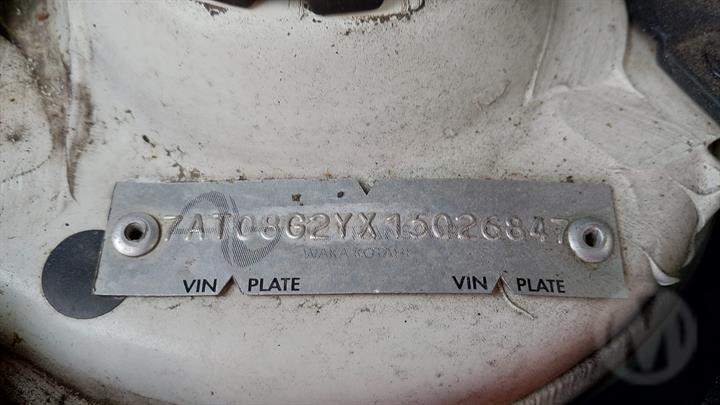 7AT08G2YX15026847
WAKA KOTAHI
VIN PLATE VIN PLATE